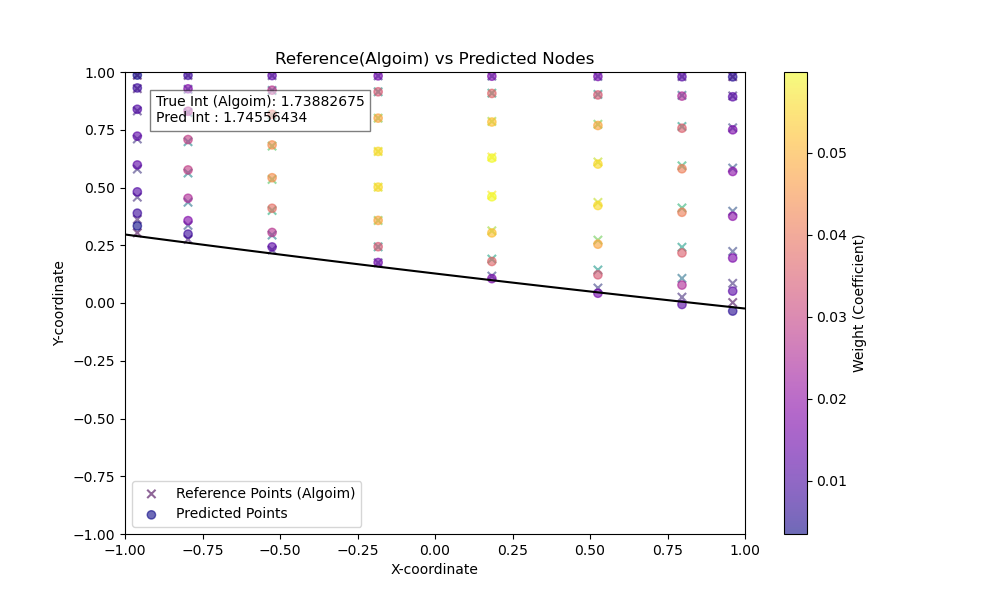 Reference(Algoim) vs Predicted Nodes
True Int (Algoim): 1.73882675
Pred Int : 1.74556434
Y-coordinate
1.00
0.75
0.50
0.25
0.00
−0.25
−0.50
−0.75
−1.00
Reference Points (Algoim)
Predicted Points
−1.00
−0.75
−0.50
−0.25
0.00
0.25
0.50
0.75
1.00
X-coordinate
0.05
0.04
0.03
0.02
0.01
Weight (Coefficient)